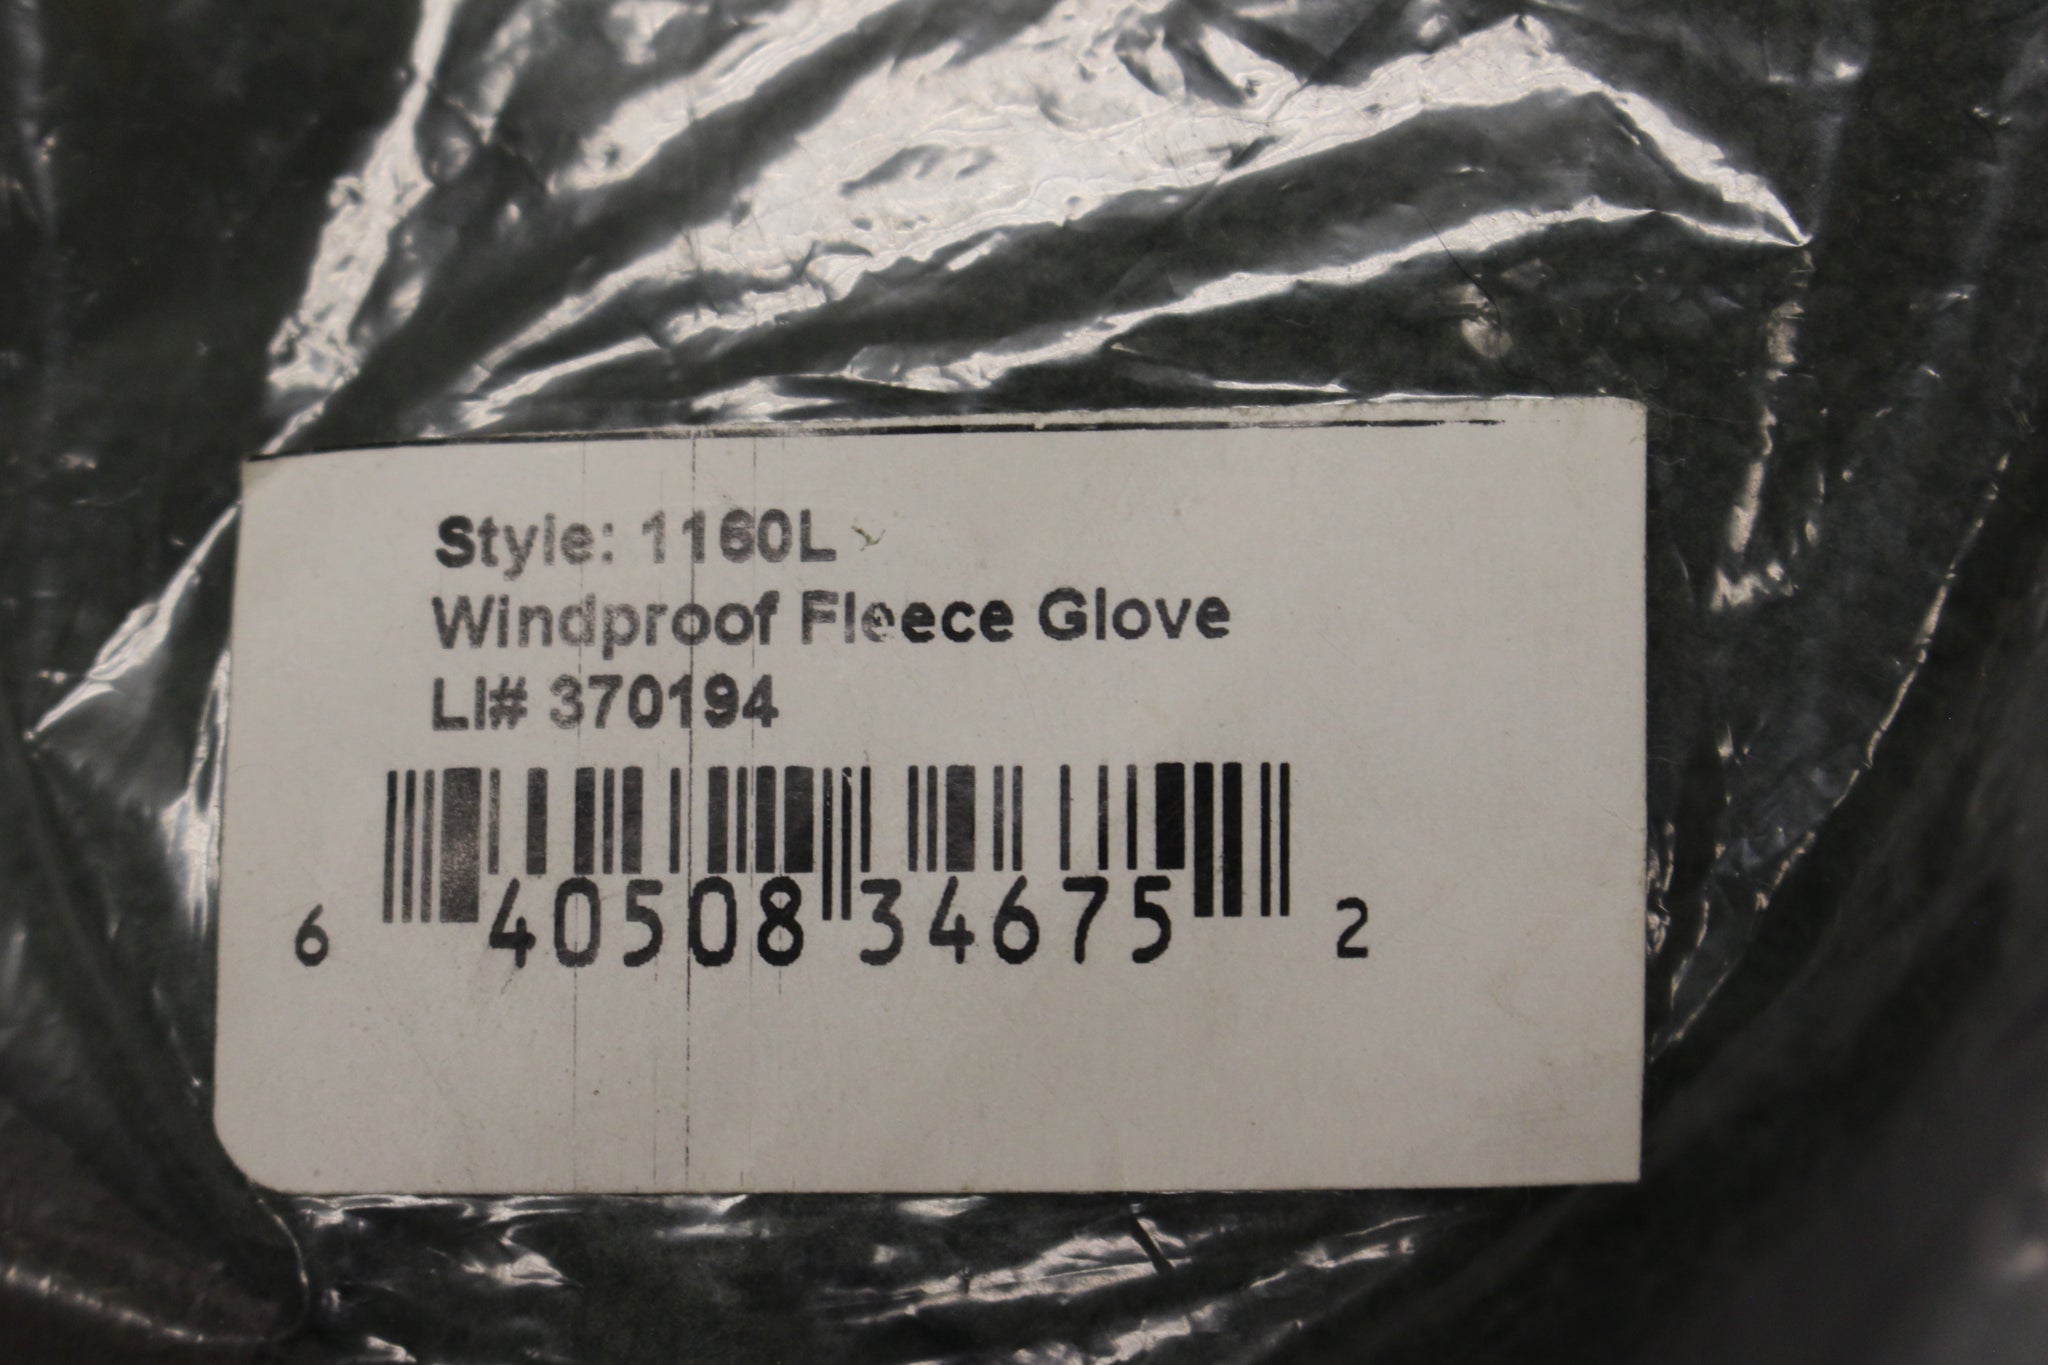 Style: 1160L
Windproof Fleece Glove
LI# 370194
6 40508 34675 2